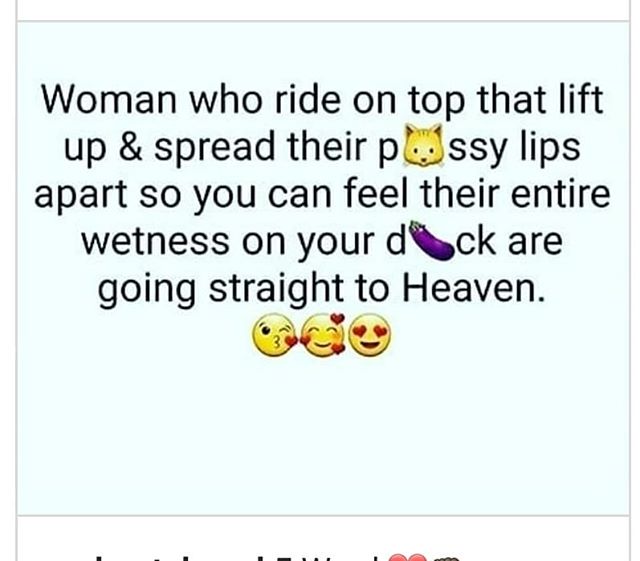 Woman who ride on top that lift
up & spread their p🐱ssy lips
apart so you can feel their entire
wetness on your d🍆ck are
going straight to Heaven.
😘🥰😍